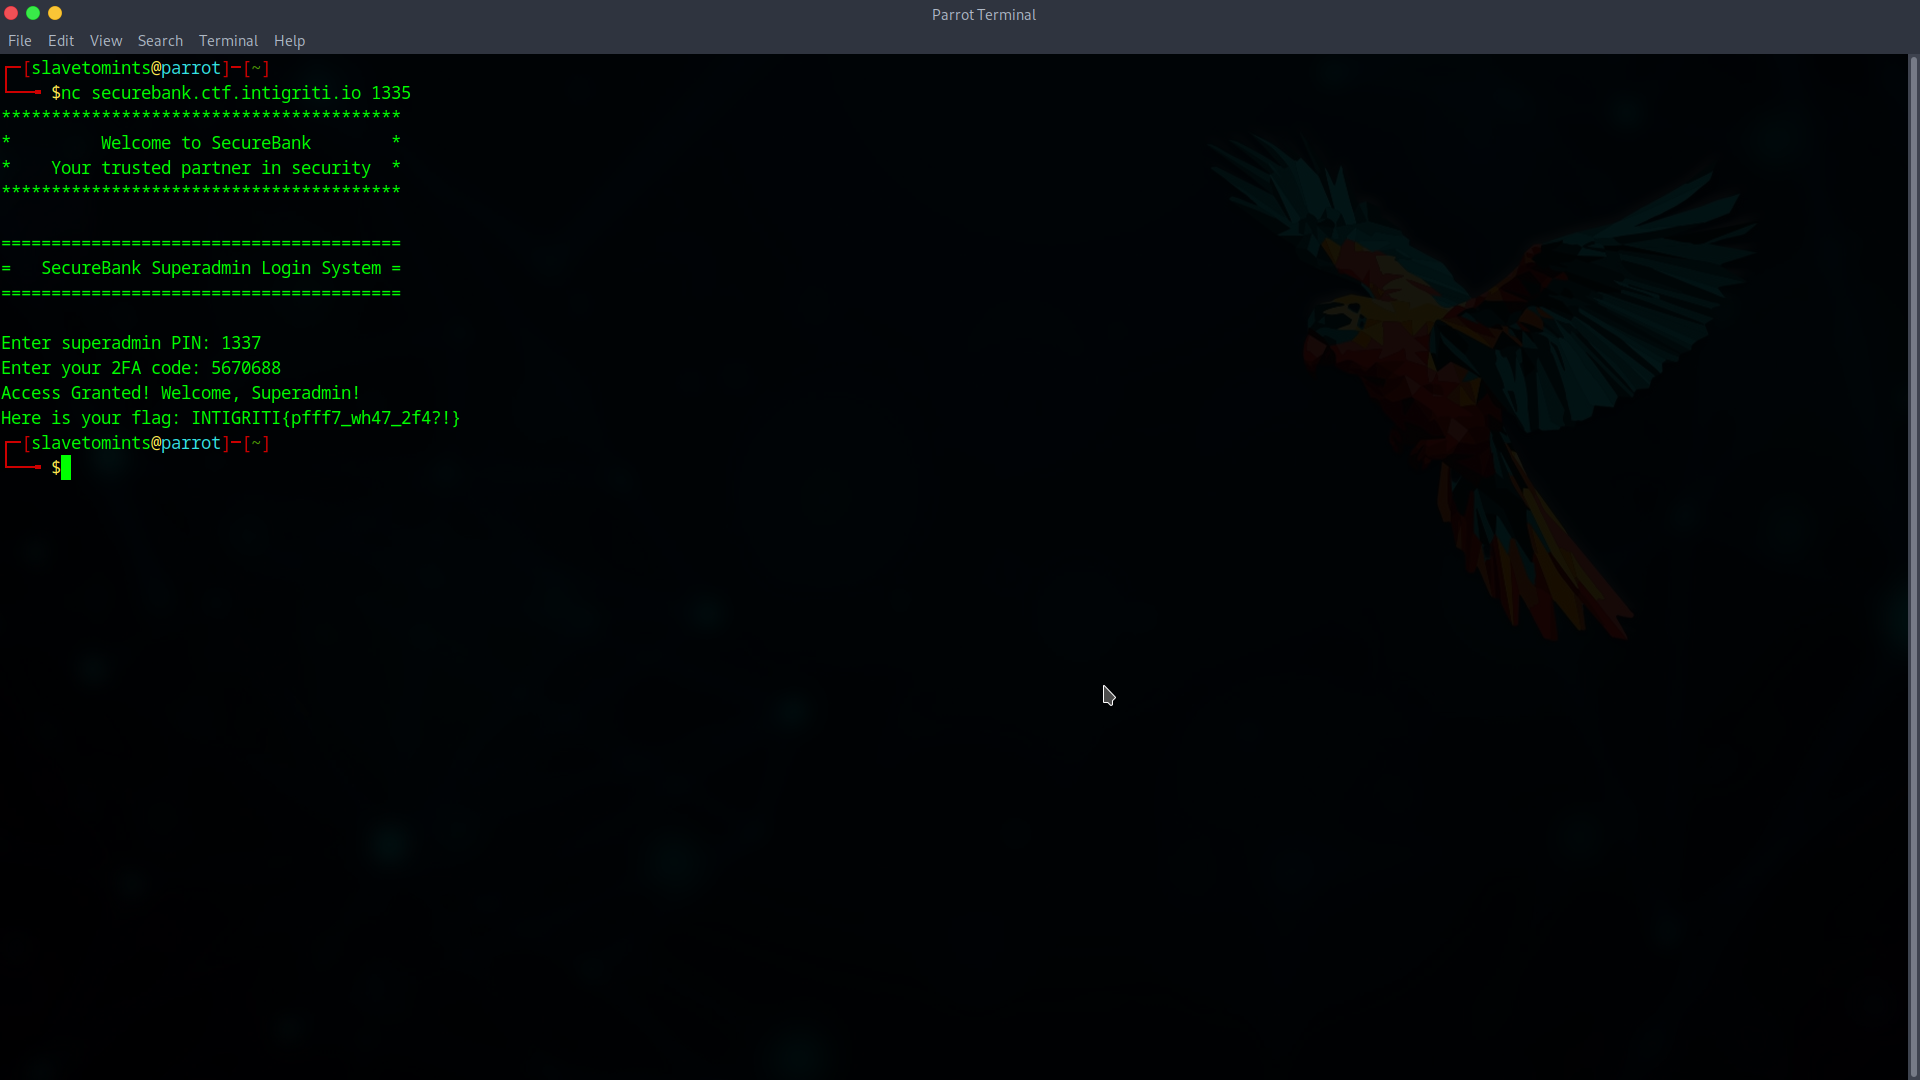 Parrot Terminal
File Edit View Search Terminal Help
┌─[slavetomints@parrot]─[~]
└──╼ $nc securebank.ctf.intigriti.io 1335
****************************************
*         Welcome to SecureBank        *
*    Your trusted partner in security  *
****************************************
========================================
=   SecureBank Superadmin Login System =
========================================
Enter superadmin PIN: 1337
Enter your 2FA code: 5670688
Access Granted! Welcome, Superadmin!
Here is your flag: INTIGRITI{pfff7_wh47_2f4?!}
┌─[slavetomints@parrot]─[~]
└──╼ $